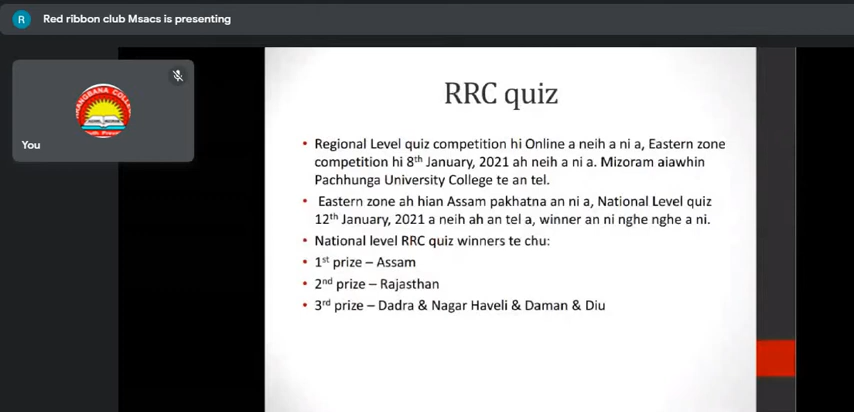 R
Red ribbon club Msacs is presenting
You
RRC quiz
• Regional Level quiz competition hi Online a neih a ni a, Eastern zone
competition hi 8th January, 2021 ah neih a ni a. Mizoram aiawhin
Pachhunga University College te an tel.
• Eastern zone ah hian Assam pakhatna an ni a, National Level quiz
12th January, 2021 a neih ah an tel a, winner an ni nghe nghe a ni.
• National level RRC quiz winners te chu:
• 1st prize – Assam
• 2nd prize – Rajasthan
• 3rd prize – Dadra & Nagar Haveli & Daman & Diu